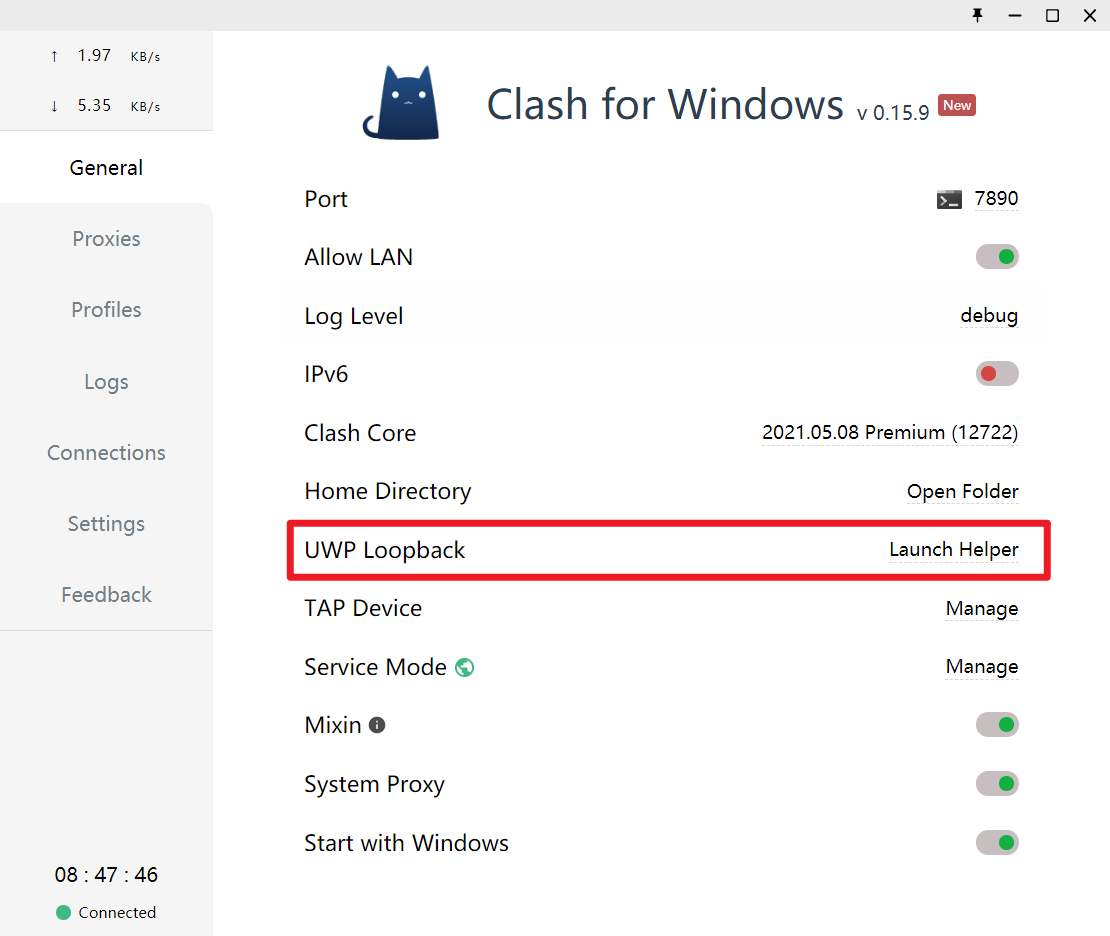 ↑ 1.97 KB/s
↓ 5.35 KB/s
General
Proxies
Profiles
Logs
Connections
Settings
Feedback
08 : 47 : 46
Connected
Clash for Windows v 0.15.9 New
Port 7890
Allow LAN
Log Level debug
IPv6
Clash Core 2021.05.08 Premium (12722)
Home Directory Open Folder
UWP Loopback Launch Helper
TAP Device Manage
Service Mode Manage
Mixin
System Proxy
Start with Windows